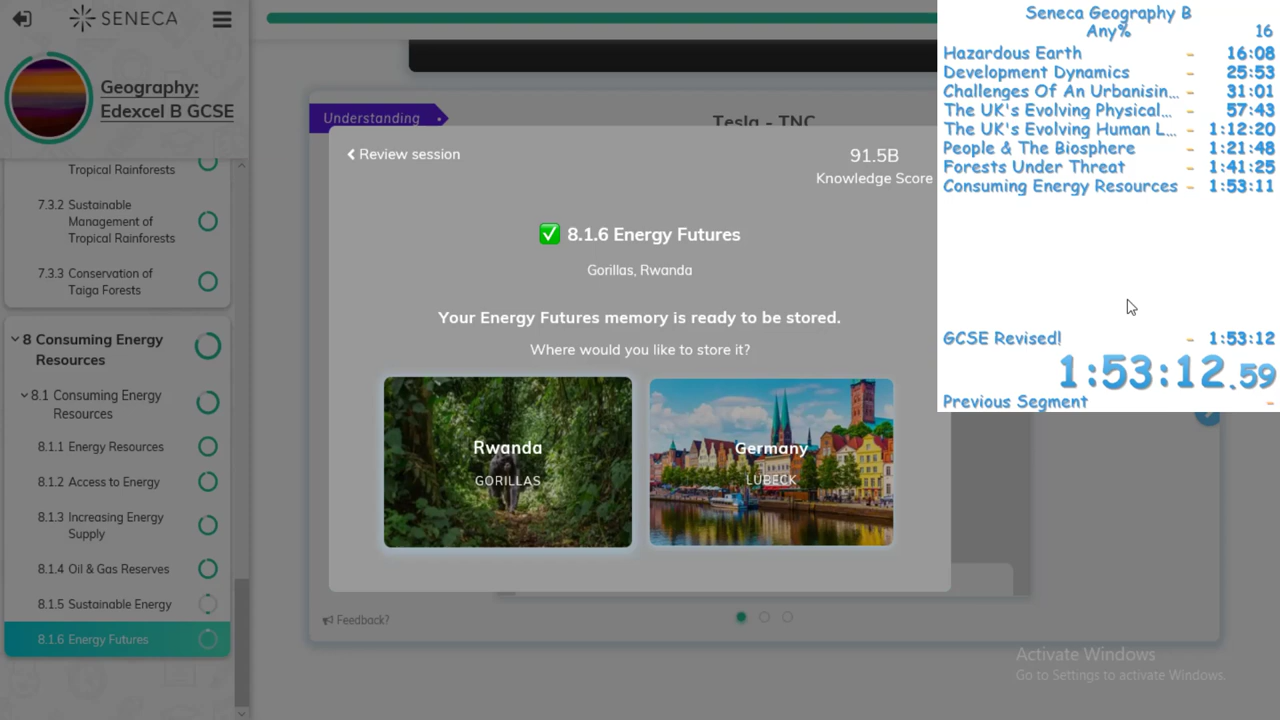 SENECA
Geography:
Edexcel B GCSE
Tropical Rainforests
7.3.2 Sustainable
Management of
Tropical Rainforests
7.3.3 Conservation of
Taiga Forests
8 Consuming Energy
Resources
8.1 Consuming Energy
Resources
8.1.1 Energy Resources
8.1.2 Access to Energy
8.1.3 Increasing Energy
Supply
8.1.4 Oil & Gas Reserves
8.1.5 Sustainable Energy
8.1.6 Energy Futures
Understanding
Tesla - TNC
Review session
91.5B
Knowledge Score
8.1.6 Energy Futures
Gorillas, Rwanda
Your Energy Futures memory is ready to be stored.
Where would you like to store it?
Rwanda
GORILLAS
Germany
LÜBECK
Feedback?
Seneca Geography B
Any% 16
Hazardous Earth - 16:08
Development Dynamics - 25:53
Challenges Of An Urbanisin... - 31:01
The UK's Evolving Physical... - 57:43
The UK's Evolving Human L... - 1:12:20
People & The Biosphere - 1:21:48
Forests Under Threat - 1:41:25
Consuming Energy Resources - 1:53:11
GCSE Revised! - 1:53:12
1:53:12.59
Previous Segment -
Activate Windows
Go to Settings to activate Windows.